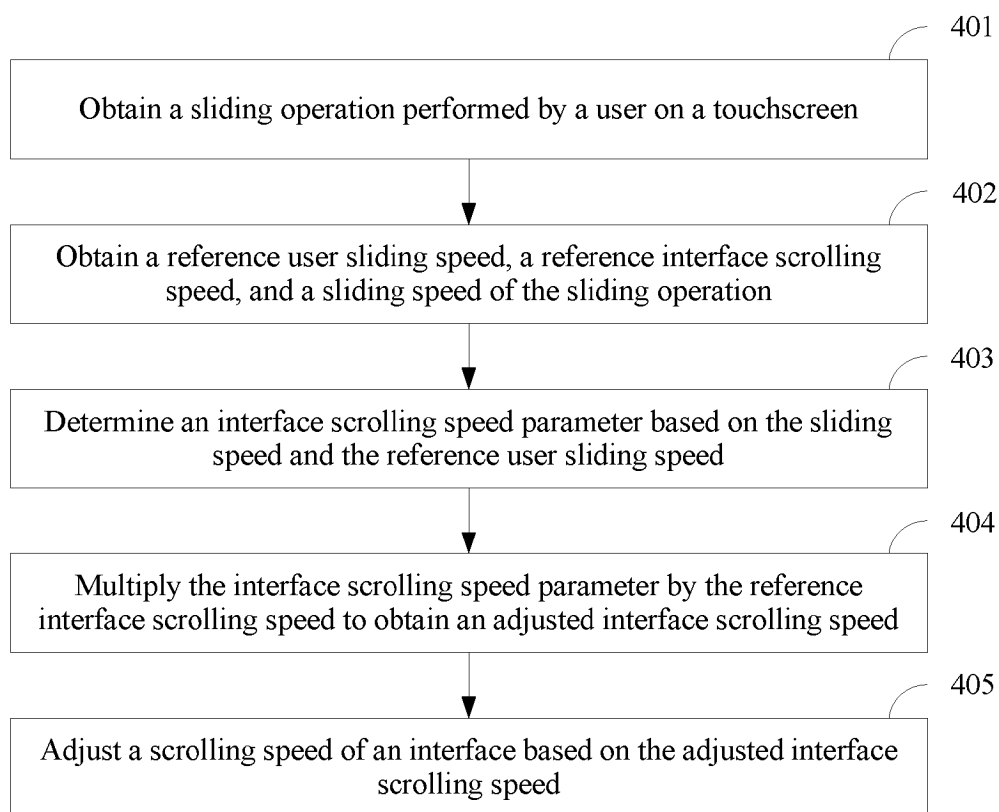 401
Obtain a sliding operation performed by a user on a touchscreen
402
Obtain a reference user sliding speed, a reference interface scrolling
speed, and a sliding speed of the sliding operation
403
Determine an interface scrolling speed parameter based on the sliding
speed and the reference user sliding speed
404
Multiply the interface scrolling speed parameter by the reference
interface scrolling speed to obtain an adjusted interface scrolling speed
405
Adjust a scrolling speed of an interface based on the adjusted interface
scrolling speed